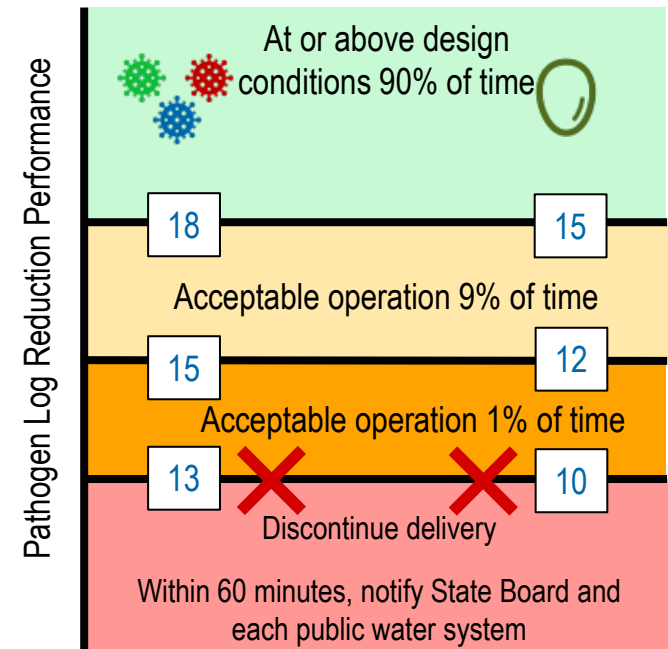 Pathogen Log Reduction Performance
At or above design
conditions 90% of time
18
15
Acceptable operation 9% of time
15
12
Acceptable operation 1% of time
13
10
Discontinue delivery
Within 60 minutes, notify State Board and
each public water system